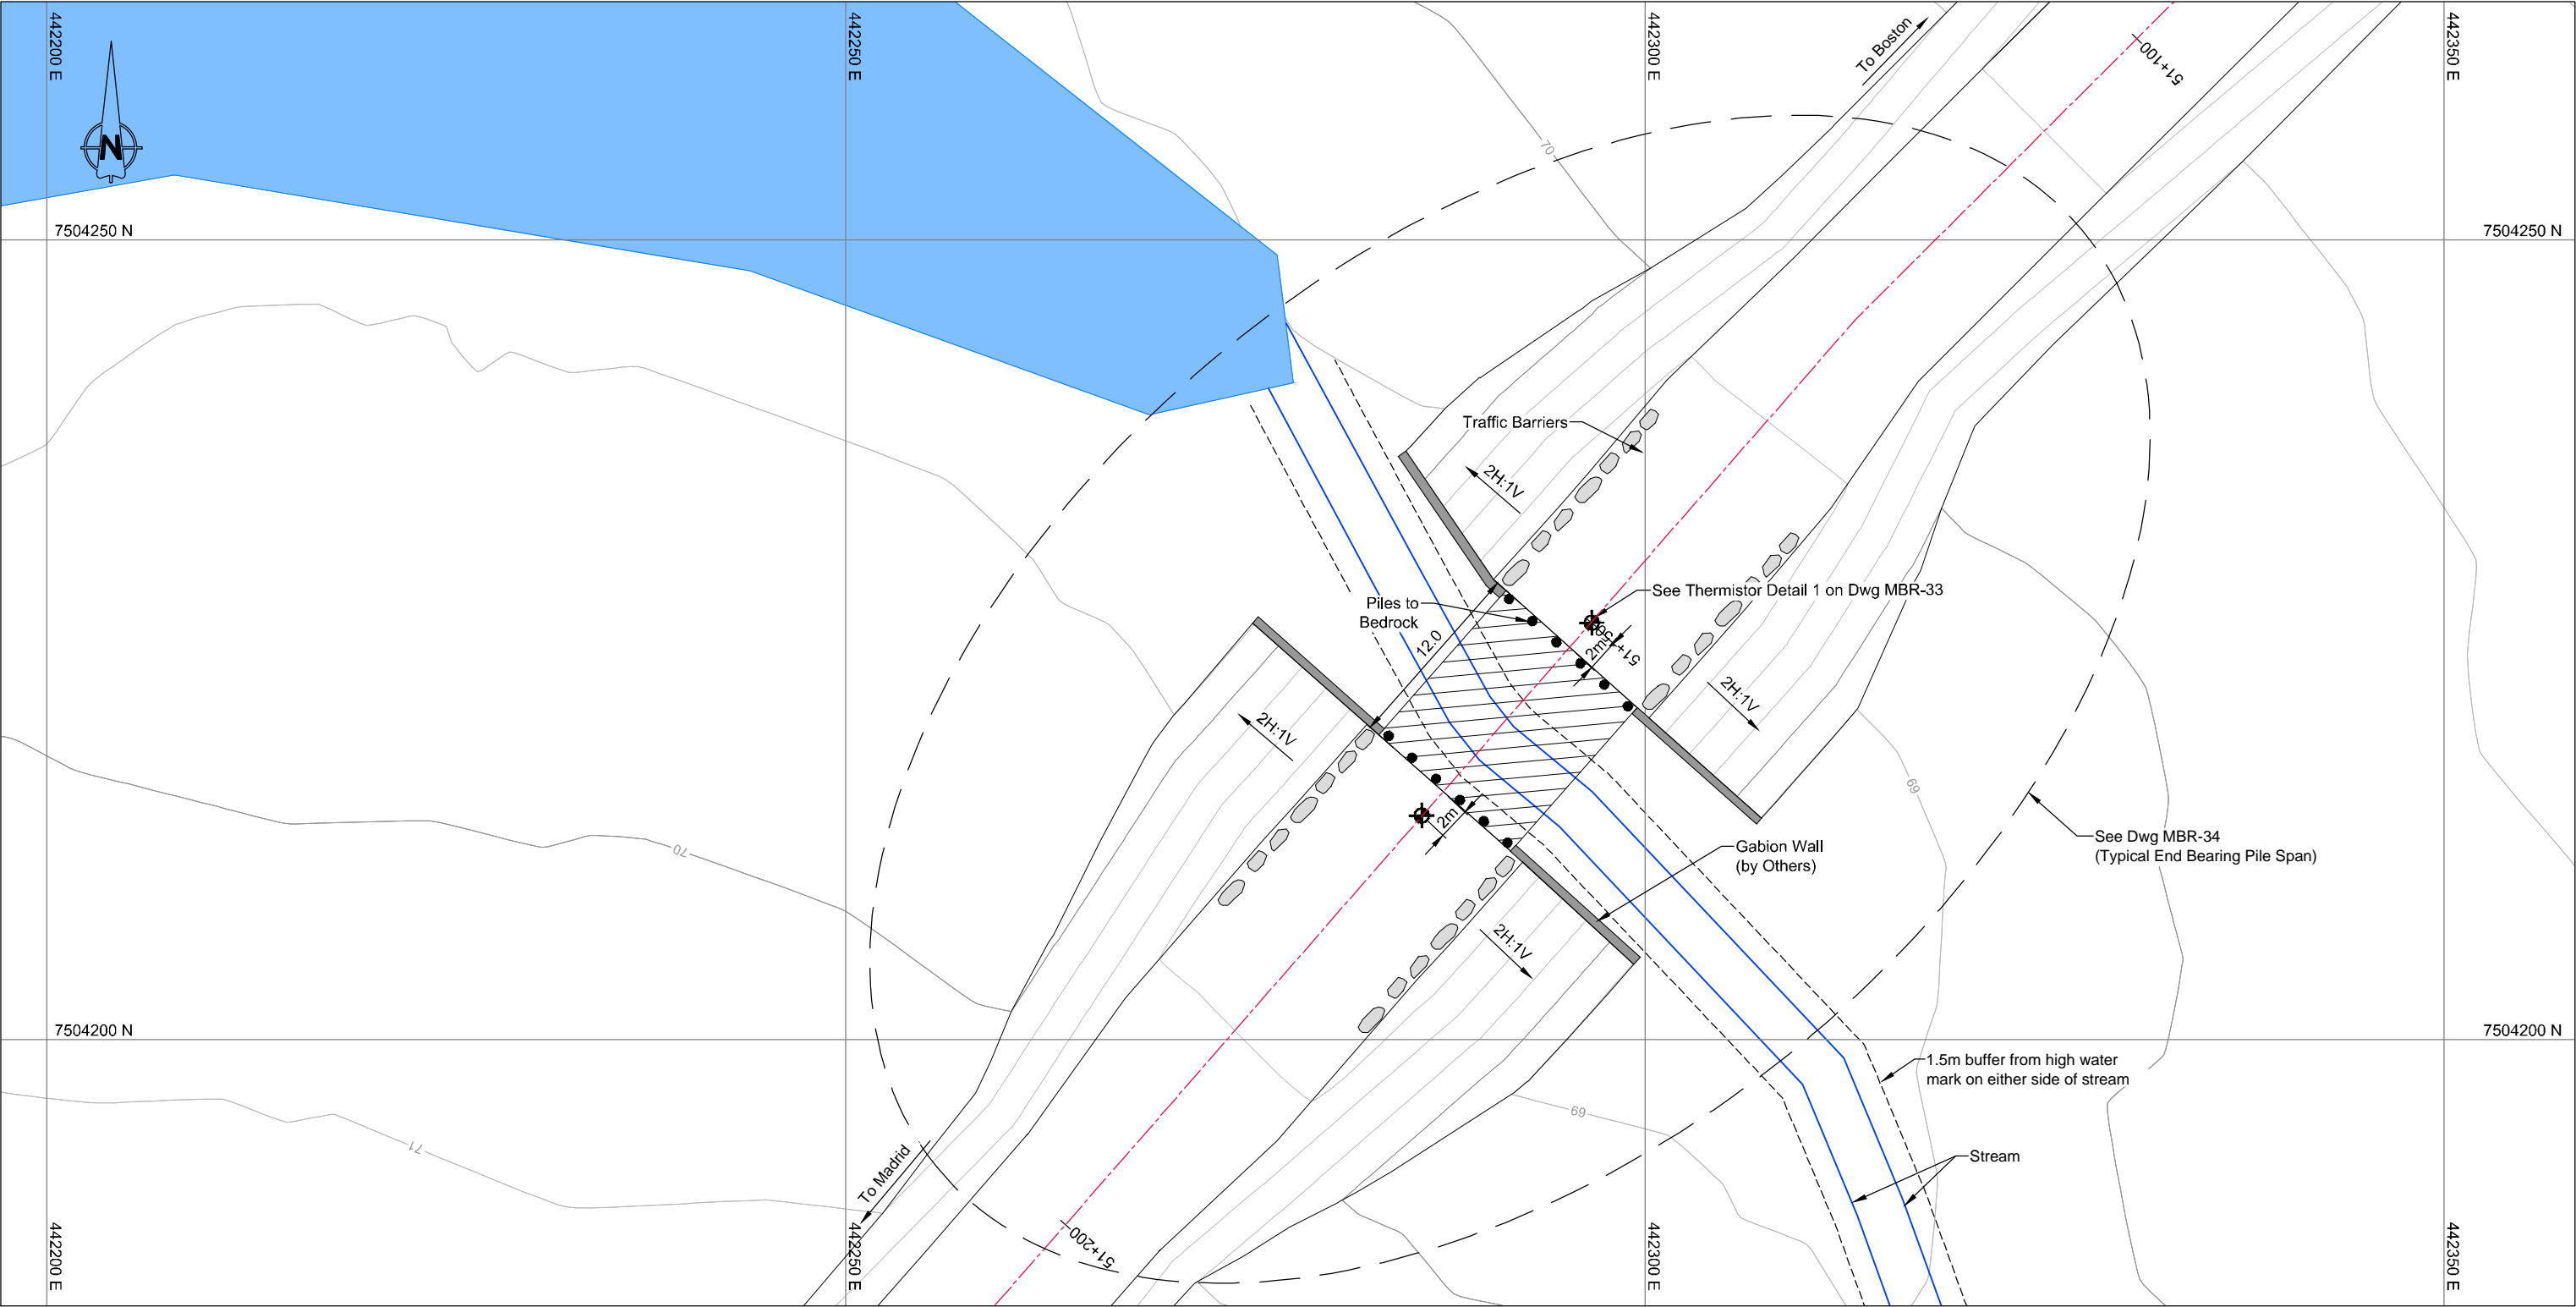 442200 E
442250 E
442300 E
442350 E
To Boston
51+100
N
70
7504250 N
7504250 N
Traffic Barriers
2H:1V
See Thermistor Detail 1 on Dwg MBR-33
Piles to
Bedrock
12.0
51+150
2m
2H:1V
2H:1V
2m
69
See Dwg MBR-34
(Typical End Bearing Pile Span)
Gabion Wall
(by Others)
70
2H:1V
7504200 N
7504200 N
1.5m buffer from high water
mark on either side of stream
69
71
Stream
To Madrid
51+200
442200 E
442250 E
442300 E
442350 E